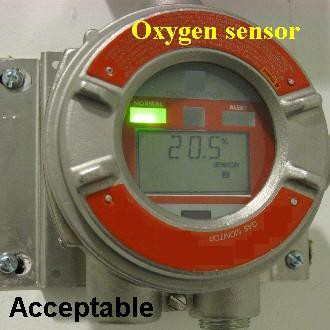 Oxygen sensor
NORMAL
ALERT
20.5%
SENSOR
GAS MONITOR
Acceptable